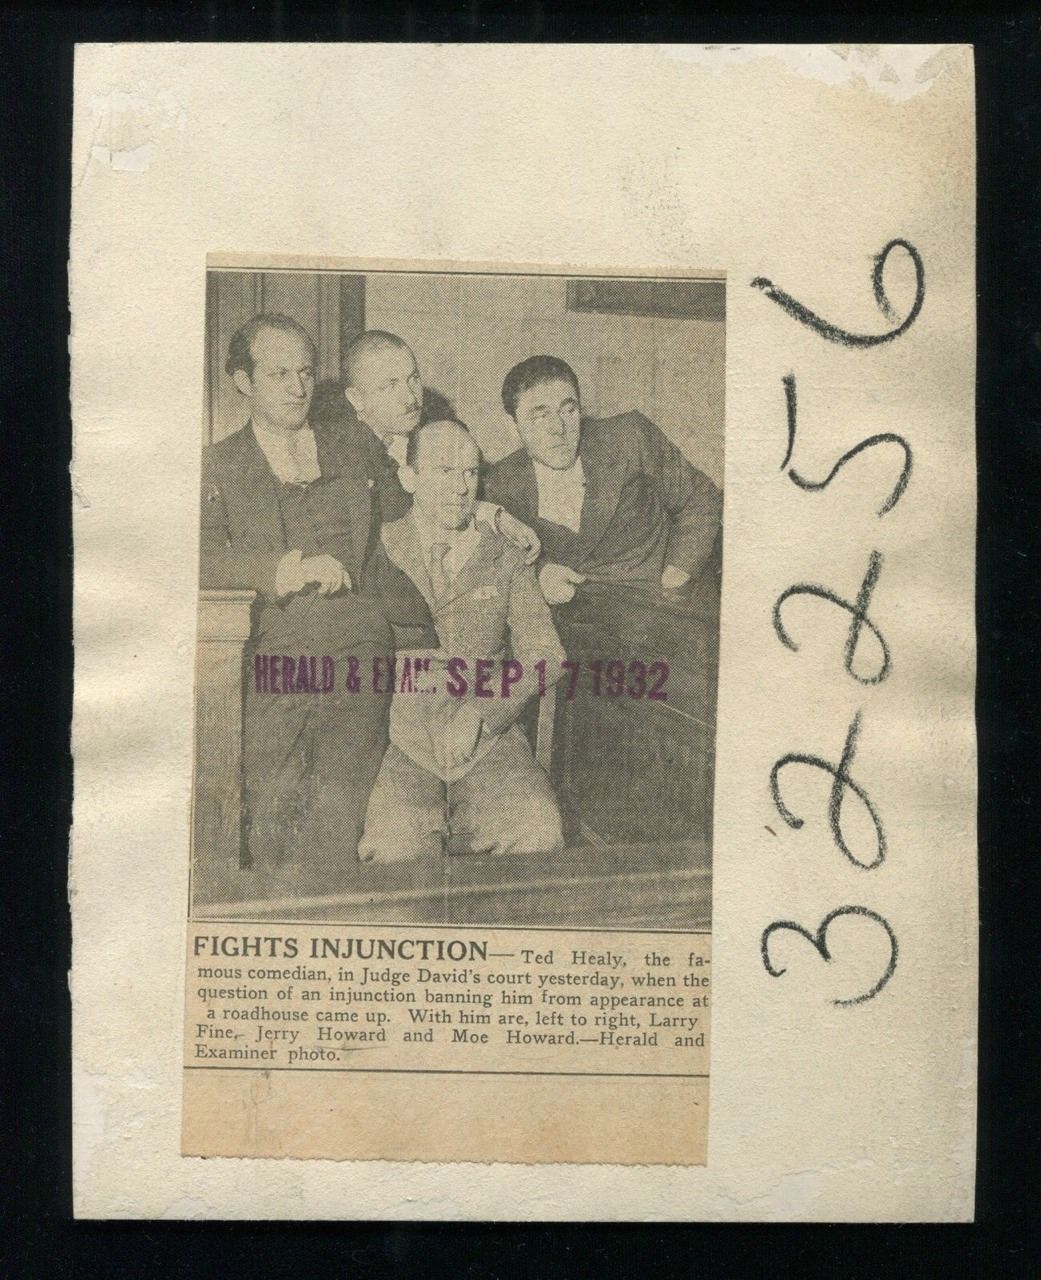 HERALD & EXAM. SEP 17 1932
FIGHTS INJUNCTION— Ted Healy, the fa-
mous comedian, in Judge David's court yesterday, when the
question of an injunction banning him from appearance at
a roadhouse came up. With him are, left to right, Larry
Fine, Jerry Howard and Moe Howard.—Herald and
Examiner photo.
32256